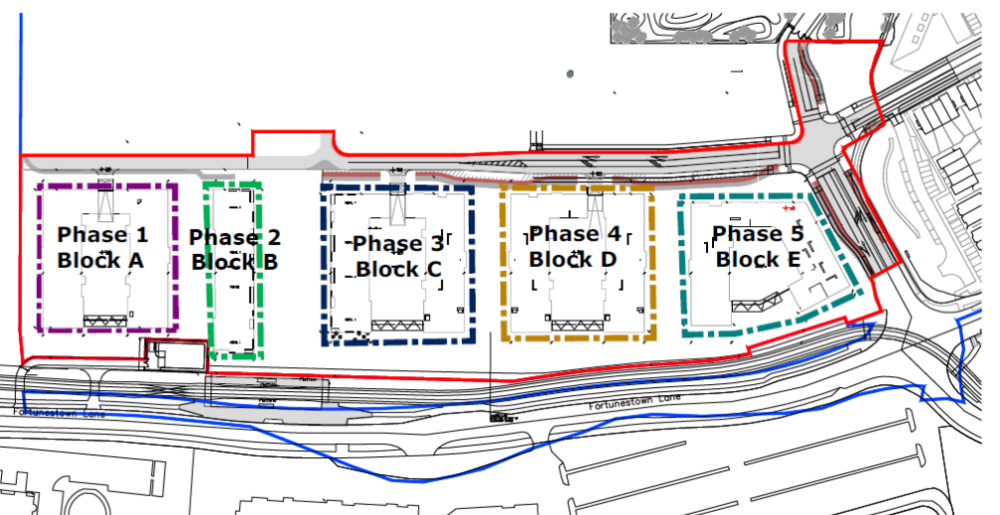 Phase 1
Block A
Phase 2
Block B
Phase 3
Block C
Phase 4
Block D
Phase 5
Block E
Fortunestown Lane
Fortunestown Lane